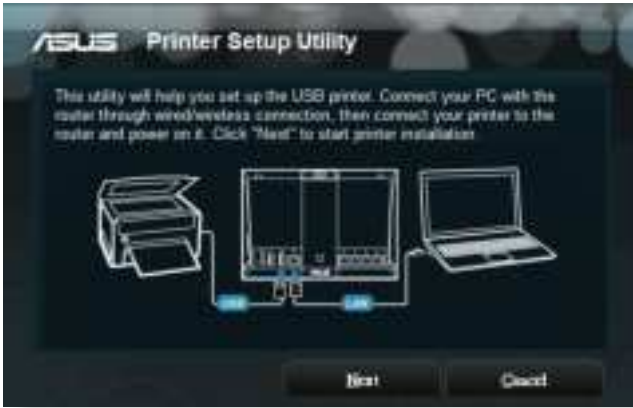 ASUS Printer Setup Utility
This utility will help you set up the USB printer. Connect your PC with the
router through wired/wireless connection, then connect your printer to the
router and power on it. Click "Next" to start printer installation.
USB LAN
Next Cancel